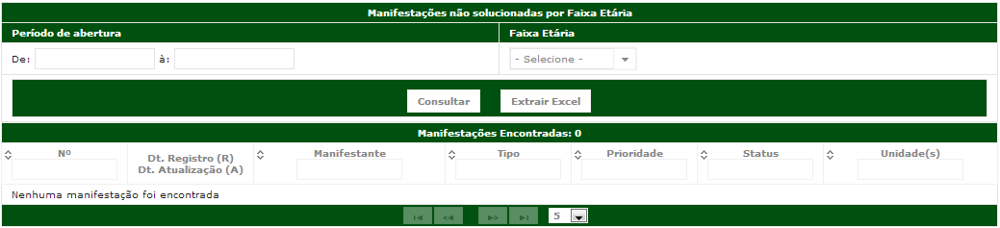 Manifestações não solucionadas por Faixa Etária
Período de abertura Faixa Etária
De: à: - Selecione -
Consultar Extrair Excel
Manifestações Encontradas: 0
Nº Dt. Registro (R) Manifestante Tipo Prioridade Status Unidade(s)
Dt. Atualização (A)
Nenhuma manifestação foi encontrada
5